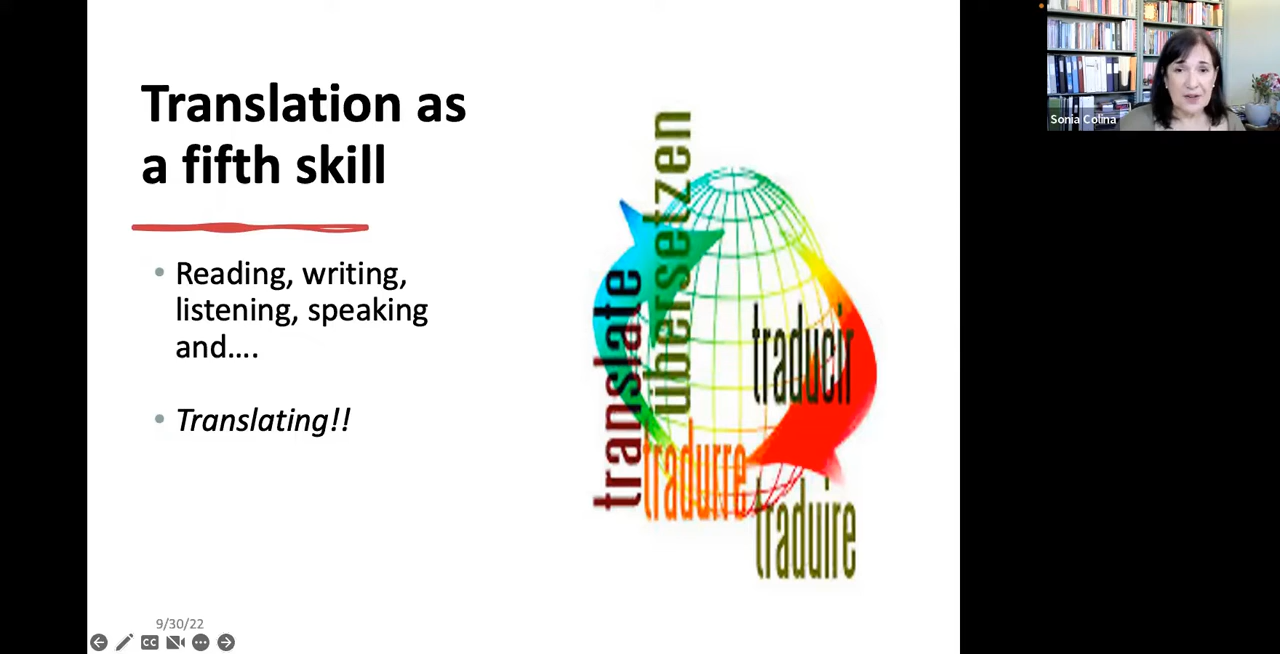 Translation as
a fifth skill
Reading, writing,
listening, speaking
and....
Translating!!
translate
übersetzen
traducir
tradurre
traduire
9/30/22
CC
Sonia Colina